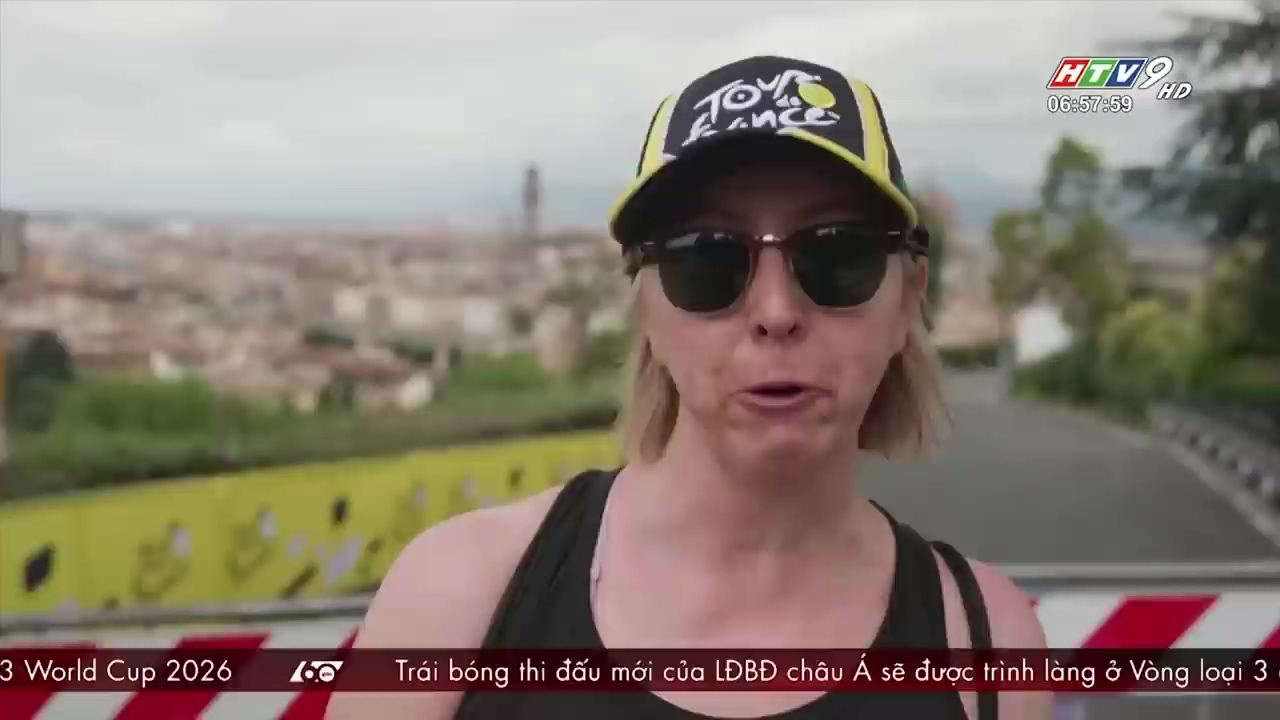 HTV9 HD
06:57:59
TOUR
de
france
3 World Cup 2026 60 Trái bóng thi đấu mới của LĐBĐ châu Á sẽ được trình làng ở Vòng loại 3